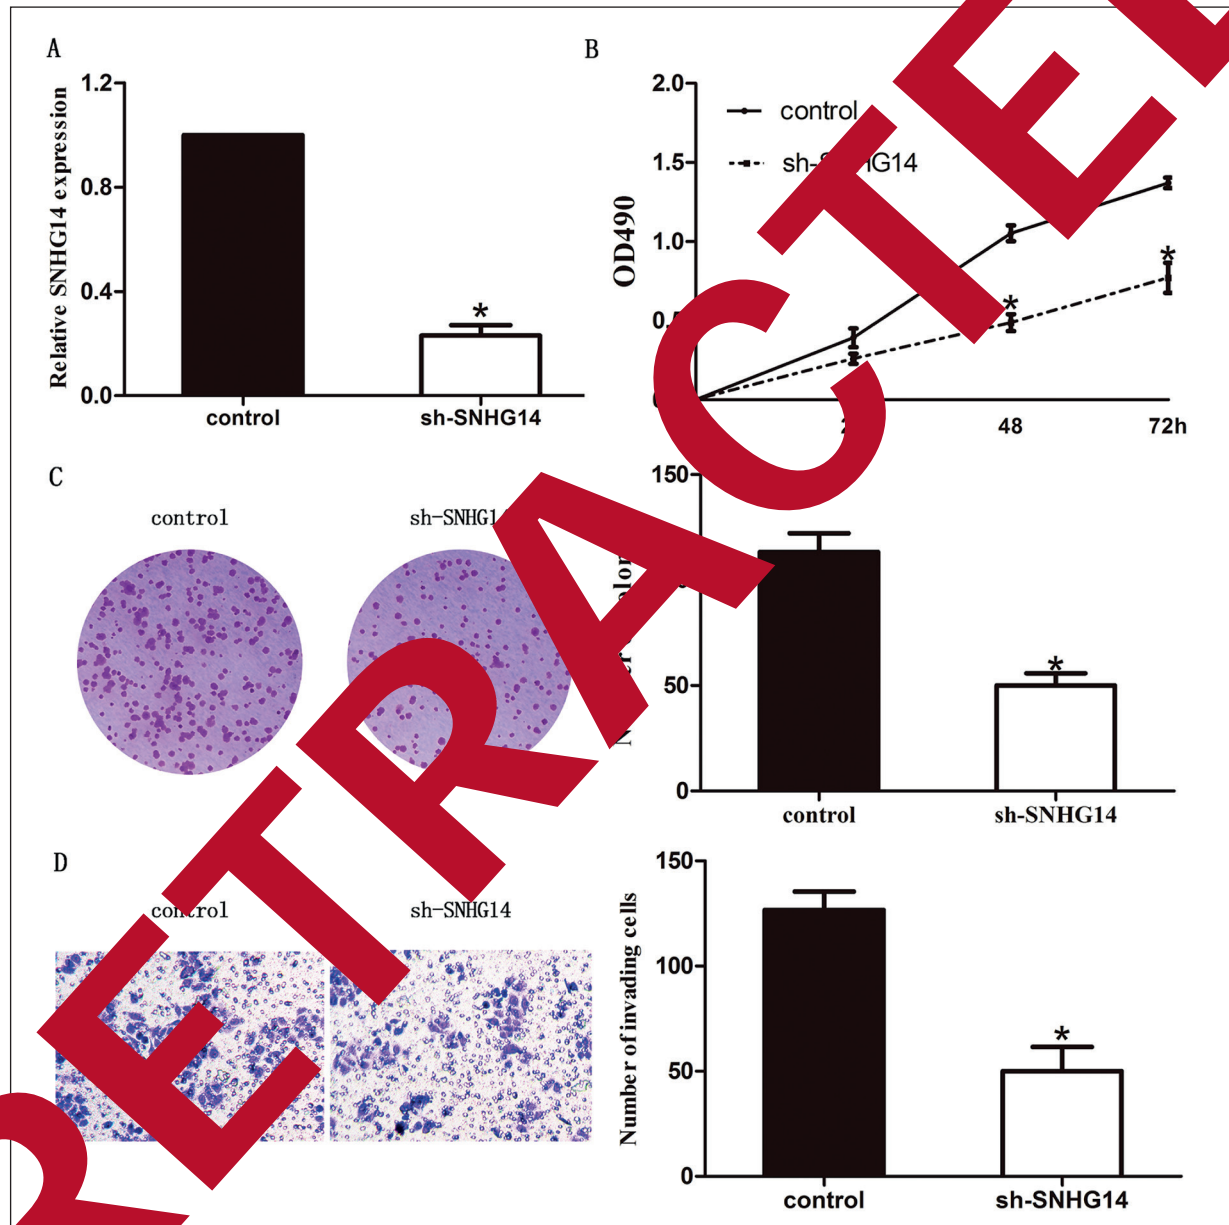 A
Relative SNHG14 expression
1.2
0.8
0.4
0.0
*
control
sh-SNHG14
B
OD490
2.0
1.5
1.0
control
*
*
48
72h
C
control
150
50
0
*
control
sh-SNHG14
D
control
sh-SNHG14
Number of invading cells
150
100
50
0
*
control
sh-SNHG14